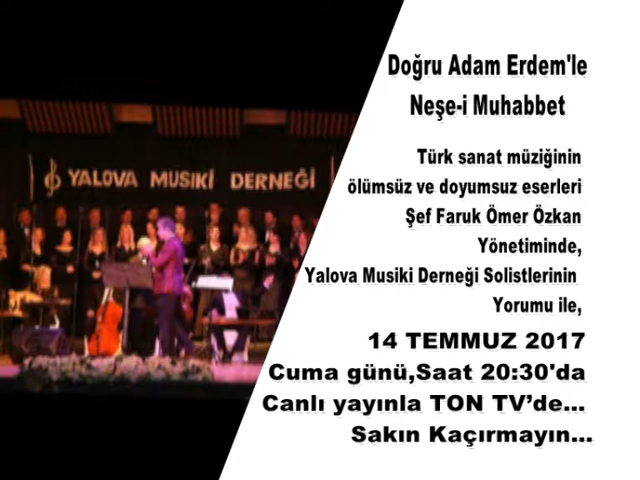 YALOVA MUSIKİ DERNEĞİ
Doğru Adam Erdem'le
Neşe-i Muhabbet
Türk sanat müziğinin
ölümsüz ve doyumsuz eserleri
Şef Faruk Ömer Özkan
Yönetiminde,
Yalova Musiki Derneği Solistlerinin
Yorumu ile,
14 TEMMUZ 2017
Cuma günü,Saat 20:30'da
Canlı yayınla TON TV’de...
Sakın Kaçırmayın...